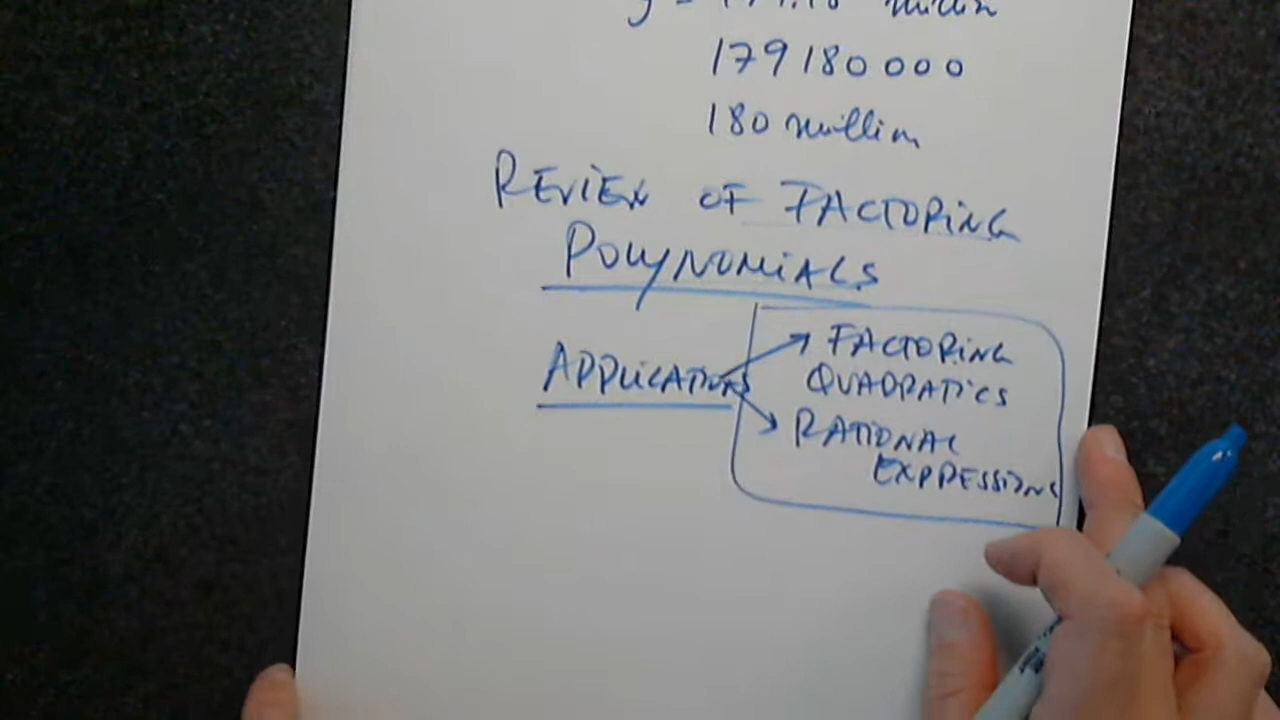 179180000
180 million
REVIEW OF FACTORING
POLYNOMIALS
APPLICATIONS
FACTORING
QUADRATICS
RATIONAL
EXPRESSIONS